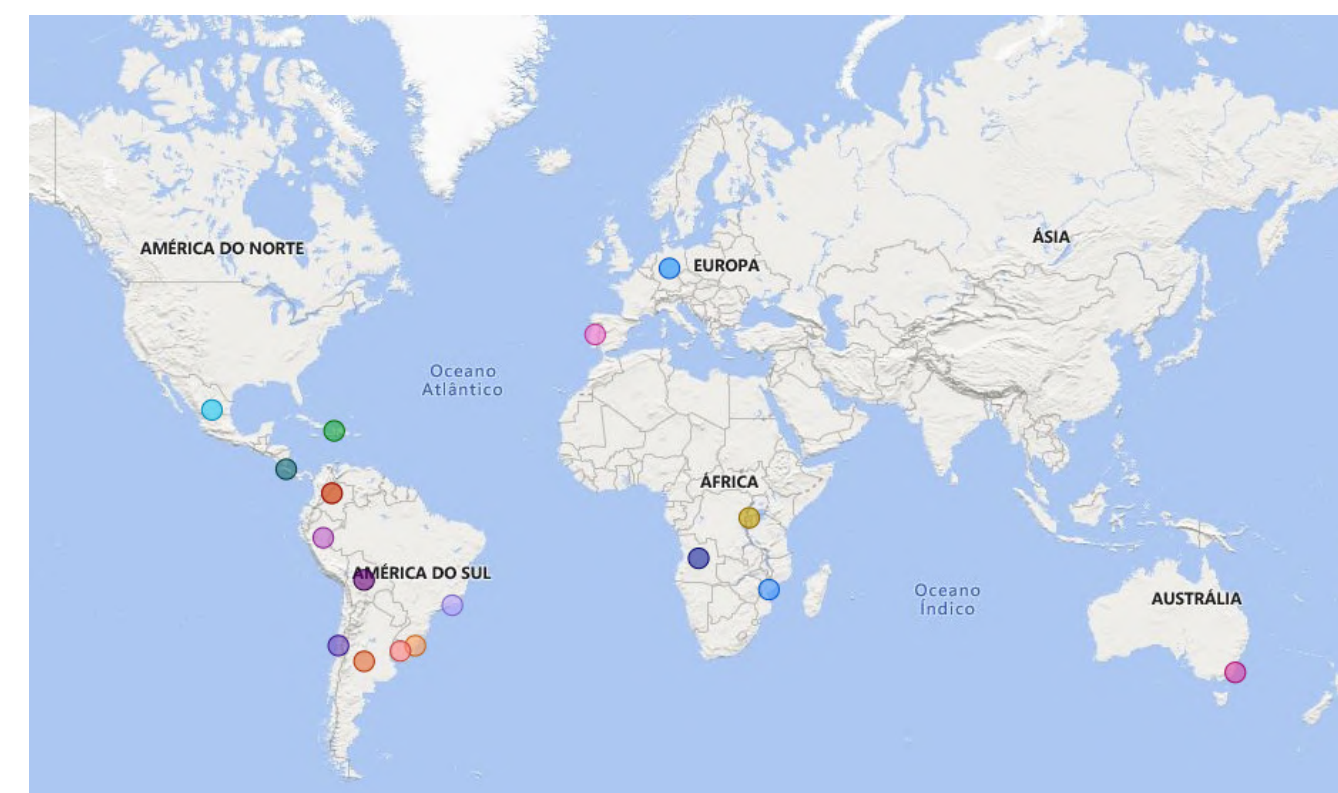 ÁSIA
AMÉRICA DO NORTE
EUROPA
Oceano
Atlântico
ÁFRICA
AMÉRICA DO SUL
Oceano
Índico
AUSTRÁLIA